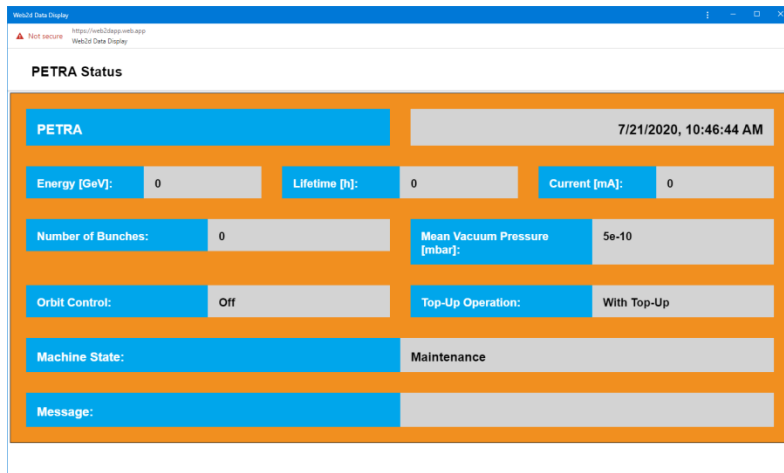 Web2d Data Display
Not secure
https://web2dapp.web.app
Web2d Data Display
PETRA Status
PETRA
7/21/2020, 10:46:44 AM
Energy [GeV]: 0 Lifetime [h]: 0 Current [mA]: 0
Number of Bunches: 0 Mean Vacuum Pressure
[mbar]: 5e-10
Orbit Control: Off Top-Up Operation: With Top-Up
Machine State: Maintenance
Message: